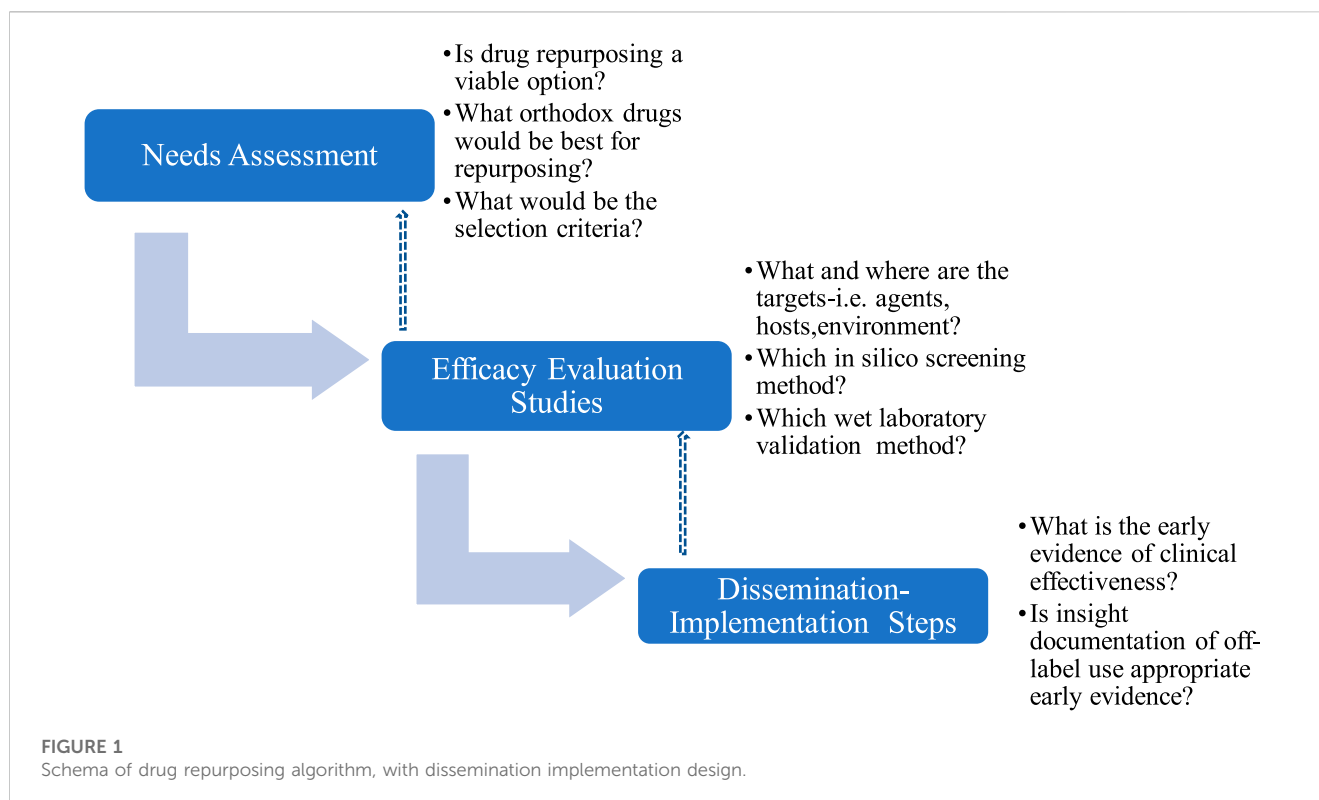 •Is drug repurposing a
viable option?
•What orthodox drugs
would be best for
repurposing?
•What would be the
selection criteria?
Needs Assessment
•What and where are the
targets-i.e. agents,
hosts,environment?
•Which in silico screening
method?
•Which wet laboratory
validation method?
Efficacy Evaluation
Studies
•What is the early
evidence of clinical
effectiveness?
•Is insight
documentation of off-
label use appropriate
early evidence?
Dissemination-
Implementation Steps
FIGURE 1
Schema of drug repurposing algorithm, with dissemination implementation design.